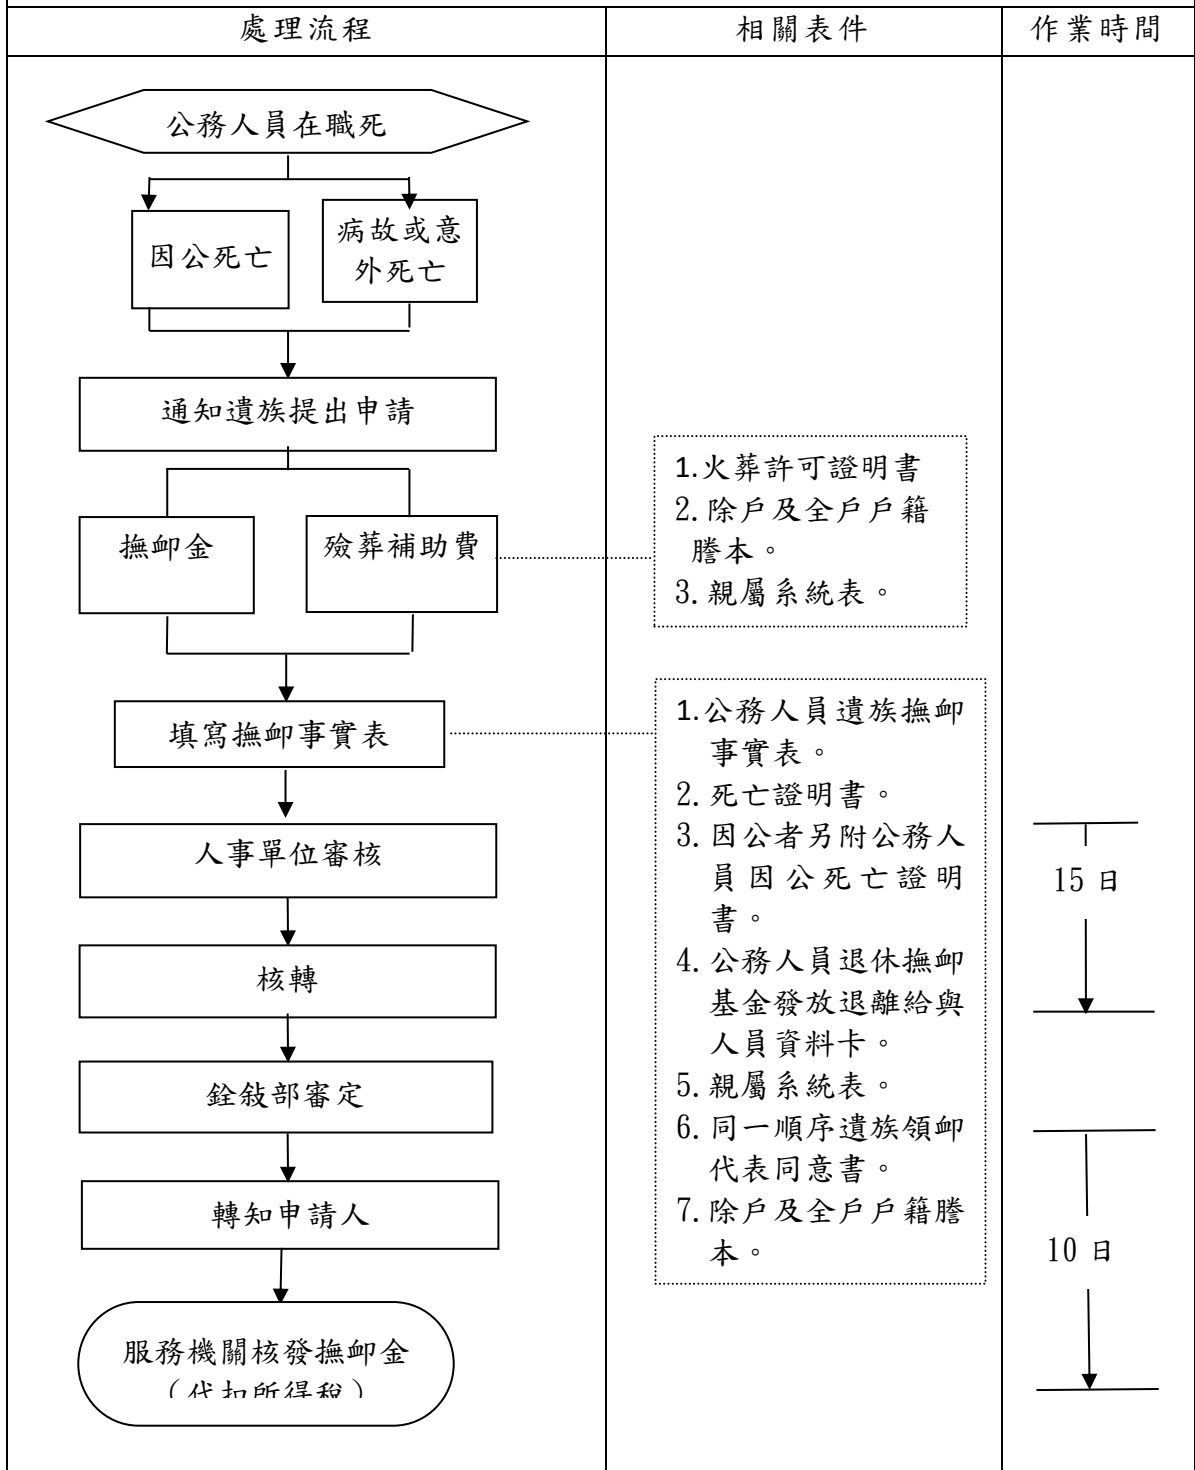 處理流程
相關表件
作業時間
公務人員在職死
因公死亡
病故或意
外死亡
通知遺族提出申請
撫卹金
殮葬補助費
1.火葬許可證明書
2.除戶及全戶戶籍
謄本。
3.親屬系統表。
填寫撫卹事實表
1.公務人員遺族撫卹
事實表。
2.死亡證明書。
3.因公者另附公務人
員因公死亡證明
書。
4.公務人員退休撫卹
基金發放退離給與
人員資料卡。
5.親屬系統表。
6.同一順序遺族領卹
代表同意書。
7.除戶及全戶戶籍謄
本。
人事單位審核
核轉
銓敍部審定
轉知申請人
服務機關核發撫卹金
(代扣所得稅)
15日
10日